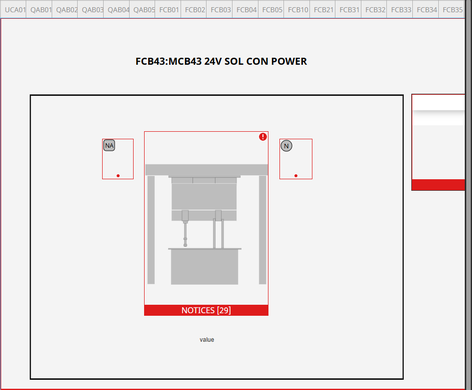 UCA01 QAB01 QAB02 QAB03 QAB04 QAB05 FCB01 FCB02 FCB03 FCB04 FCB05 FCB10 FCB21 FCB31 FCB32 FCB33 FCB34 FCB35
FCB43:MCB43 24V SOL CON POWER
!
NA N
NOTICES [29]
value